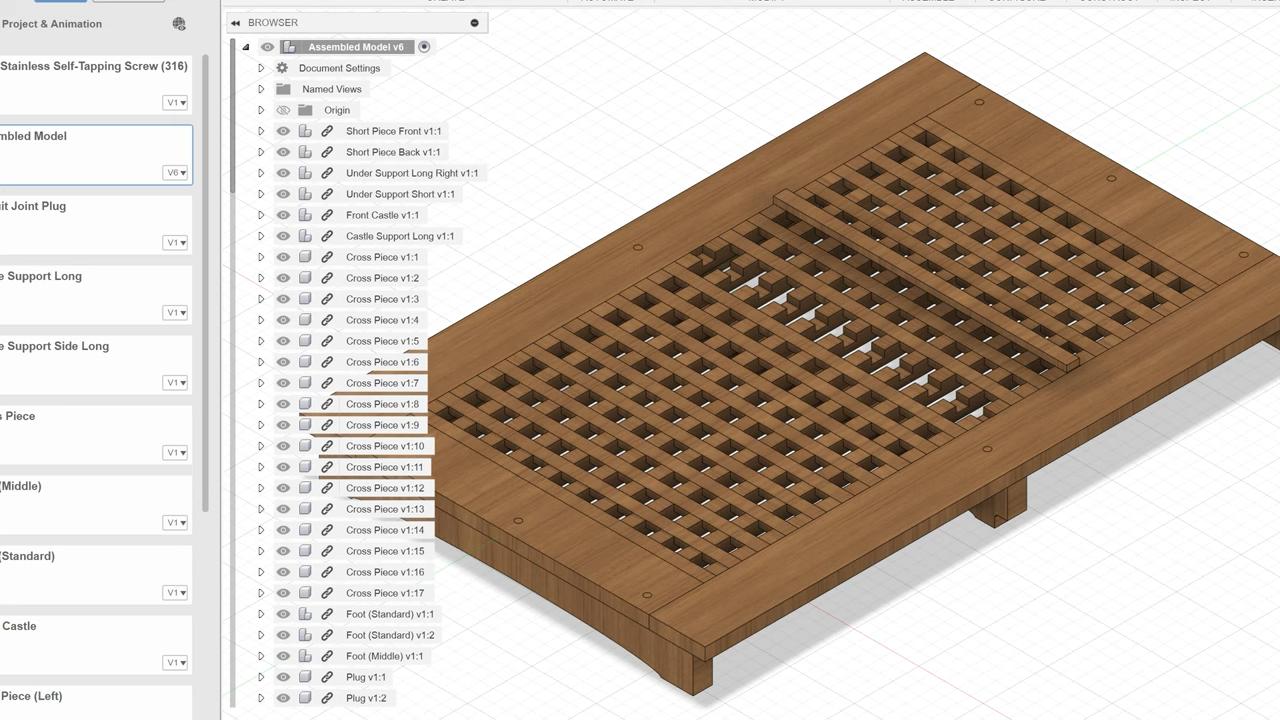 Project & Animation
Stainless Self-Tapping Screw (316)
V1
mbled Model
V6
it Joint Plug
V1
e Support Long
V1
e Support Side Long
V1
s Piece
V1
(Middle)
V1
(Standard)
V1
Castle
V1
Piece (Left)
BROWSER
Assembled Model v6
Document Settings
Named Views
Origin
Short Piece Front v1:1
Short Piece Back v1:1
Under Support Long Right v1:1
Under Support Short v1:1
Front Castle v1:1
Castle Support Long v1:1
Cross Piece v1:1
Cross Piece v1:2
Cross Piece v1:3
Cross Piece v1:4
Cross Piece v1:5
Cross Piece v1:6
Cross Piece v1:7
Cross Piece v1:8
Cross Piece v1:9
Cross Piece v1:10
Cross Piece v1:11
Cross Piece v1:12
Cross Piece v1:13
Cross Piece v1:14
Cross Piece v1:15
Cross Piece v1:16
Cross Piece v1:17
Foot (Standard) v1:1
Foot (Standard) v1:2
Foot (Middle) v1:1
Plug v1:1
Plug v1:2